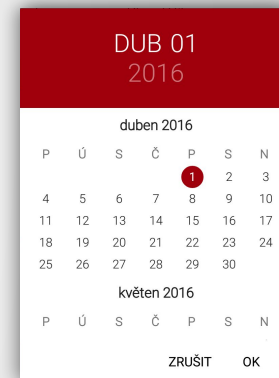 DUB 01
2016
duben 2016
P Ú S Č P S N
1 2 3
4 5 6 7 8 9 10
11 12 13 14 15 16 17
18 19 20 21 22 23 24
25 26 27 28 29 30
květen 2016
P Ú S Č P S N
ZRUŠIT OK